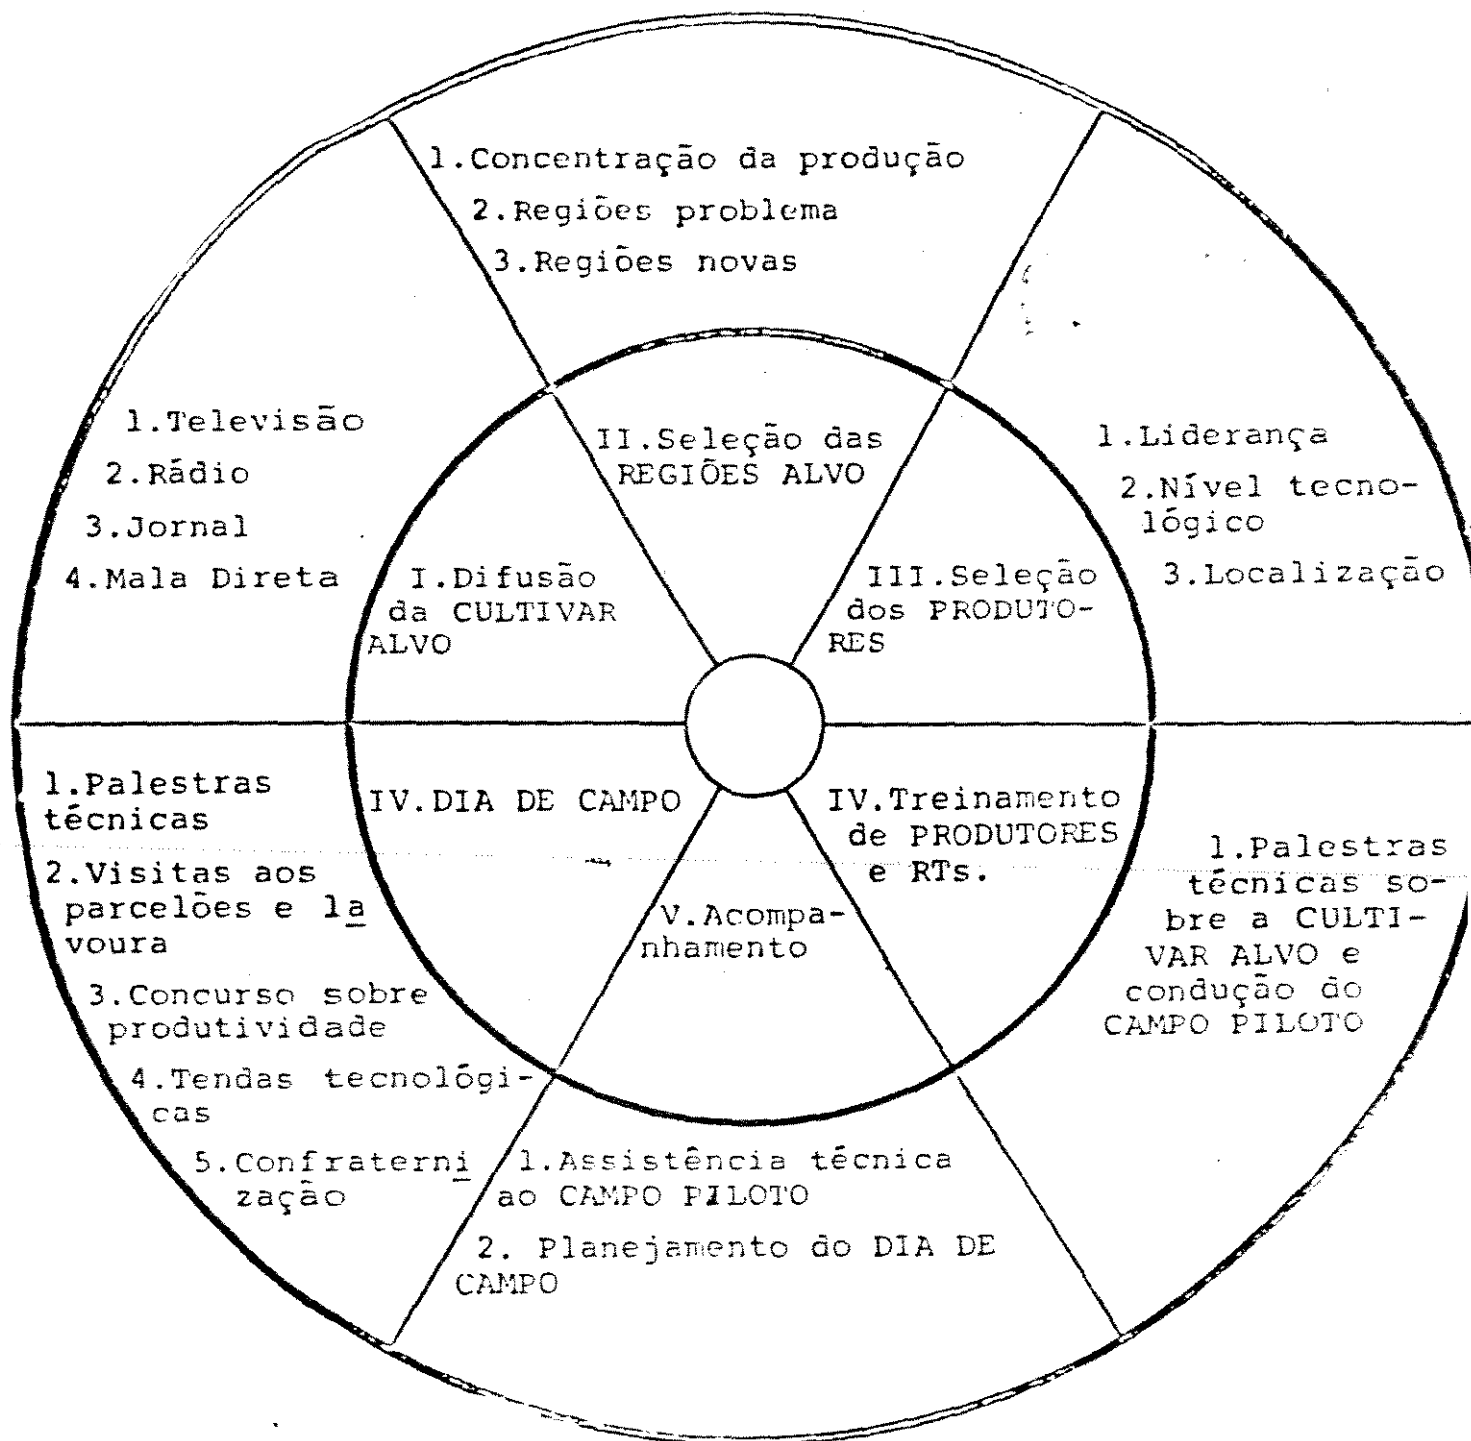 1.Concentração da produção
2.Regiões problema
3.Regiões novas
1.Televisão
2.Rádio
3.Jornal
4.Mala Direta
II.Seleção das
REGIÕES ALVO
1.Liderança
2.Nível tecno-
lógico
3.Localização
I.Difusão
da CULTIVAR
ALVO
III.Seleção
dos PRODUTO-
RES
1.Palestras
técnicas
2.Visitas aos
parcelões e la
voura
3.Concurso sobre
produtividade
4.Tendas tecnológi-
cas
5.Confraterni
zação
IV.DIA DE CAMPO
IV.Treinamento
de PRODUTORES
e RTs.
V.Acompa-
nhamento
1.Palestras
técnicas so-
bre a CULTI-
VAR ALVO e
condução do
CAMPO PILOTO
1.Assistência técnica
ao CAMPO PILOTO
2. Planejamento do DIA DE
CAMPO